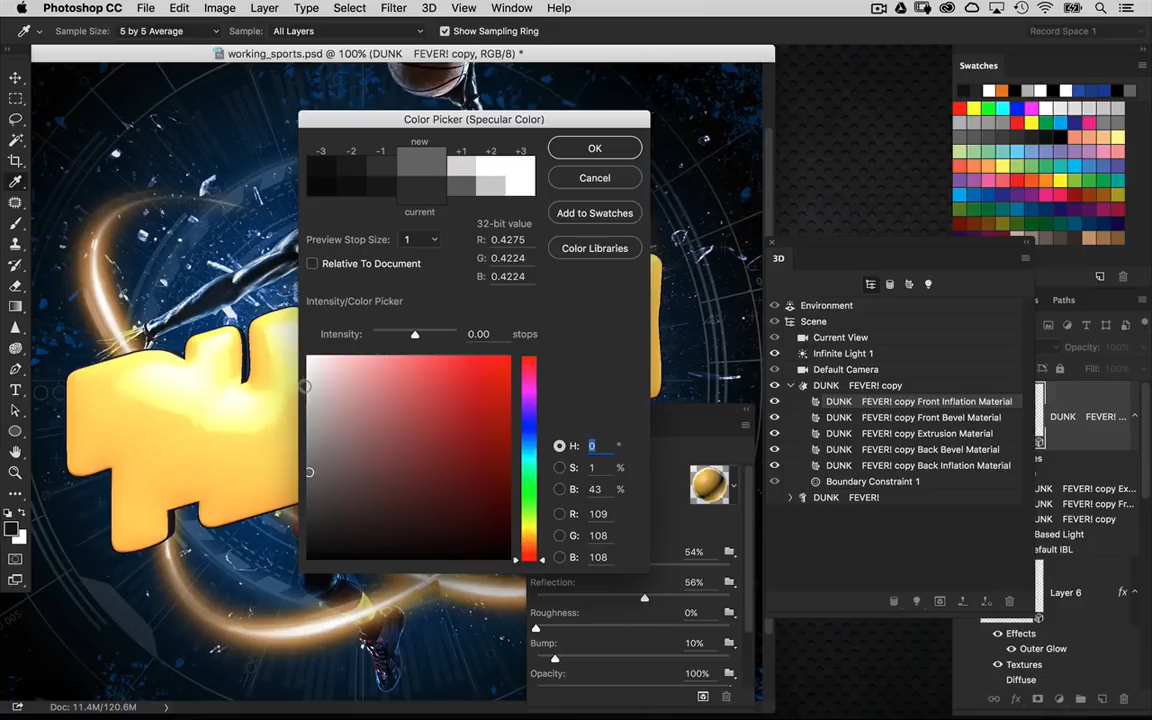 Photoshop CC File Edit Image Layer Type Select Filter 3D View Window Help
Sample Size: 5 by 5 Average Sample: All Layers Show Sampling Ring Record Space 1
working_sports.psd @ 100% (DUNK FEVER! copy, RGB/8) *
Swatches
Color Picker (Specular Color)
new
-3 -2 -1 +1 +2 +3
OK
Cancel
current
Add to Swatches
32-bit value
Preview Stop Size: 1 R: 0.4275
Color Libraries
G: 0.4224
Relative To Document
B: 0.4224
Intensity/Color Picker
Intensity: 0.00 stops
H: 0 °
S: 1 %
B: 43 %
R: 109
G: 108
B: 108
3D
Environment
Scene
Current View
Infinite Light 1
Default Camera
DUNK FEVER! copy
DUNK FEVER! copy Front Inflation Material
DUNK FEVER! copy Front Bevel Material
DUNK FEVER! copy Extrusion Material
DUNK FEVER! copy Back Bevel Material
DUNK FEVER! copy Back Inflation Material
Boundary Constraint 1
DUNK FEVER!
Paths
Opacity: 100%
Fill: 100%
DUNK FEVER! ...
DUNK FEVER! copy Ex...
DUNK FEVER! copy Fr...
DUNK FEVER! copy
Based Light
efault IBL
Layer 6 fx
Effects
Outer Glow
Textures
Diffuse
54%
Reflection: 56%
Roughness: 0%
Bump: 10%
Opacity: 100%
Doc: 11.4M/120.6M